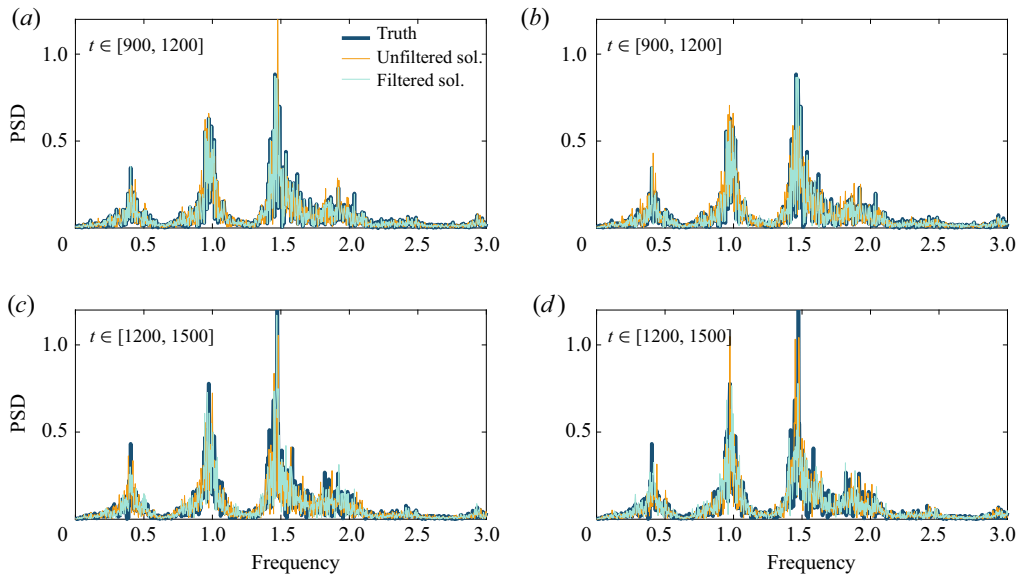 (a)
t ∈ [900, 1200]
Truth
Unfiltered sol.
Filtered sol.
PSD
1.0
0.5
0 0.5 1.0 1.5 2.0 2.5 3.0
(b)
t ∈ [900, 1200]
1.0
0.5
0 0.5 1.0 1.5 2.0 2.5 3.0
(c)
t ∈ [1200, 1500]
PSD
1.0
0.5
0 0.5 1.0 1.5 2.0 2.5 3.0
Frequency
(d)
t ∈ [1200, 1500]
1.0
0.5
0 0.5 1.0 1.5 2.0 2.5 3.0
Frequency